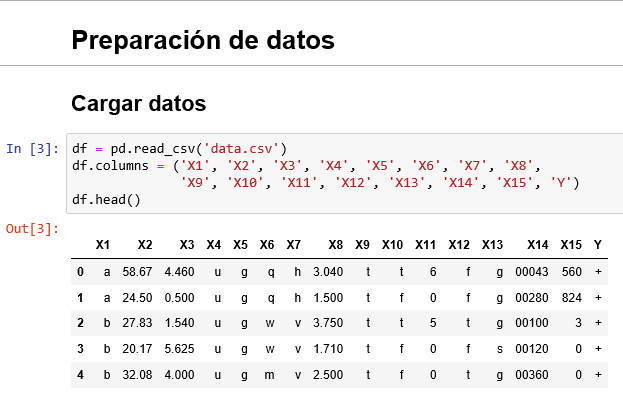 Preparación de datos
Cargar datos
In [3]: df = pd.read_csv('data.csv')
df.columns = ('X1', 'X2', 'X3', 'X4', 'X5', 'X6', 'X7', 'X8',
'X9', 'X10', 'X11', 'X12', 'X13', 'X14', 'X15', 'Y')
df.head()
Out[3]:
X1 X2 X3 X4 X5 X6 X7 X8 X9 X10 X11 X12 X13 X14 X15 Y
0 a 58.67 4.460 u g q h 3.040 t t 6 f g 00043 560 +
1 a 24.50 0.500 u g q h 1.500 t f 0 f g 00280 824 +
2 b 27.83 1.540 u g w v 3.750 t t 5 t g 00100 3 +
3 b 20.17 5.625 u g w v 1.710 t f 0 f s 00120 0 +
4 b 32.08 4.000 u g m v 2.500 t f 0 t g 00360 0 +